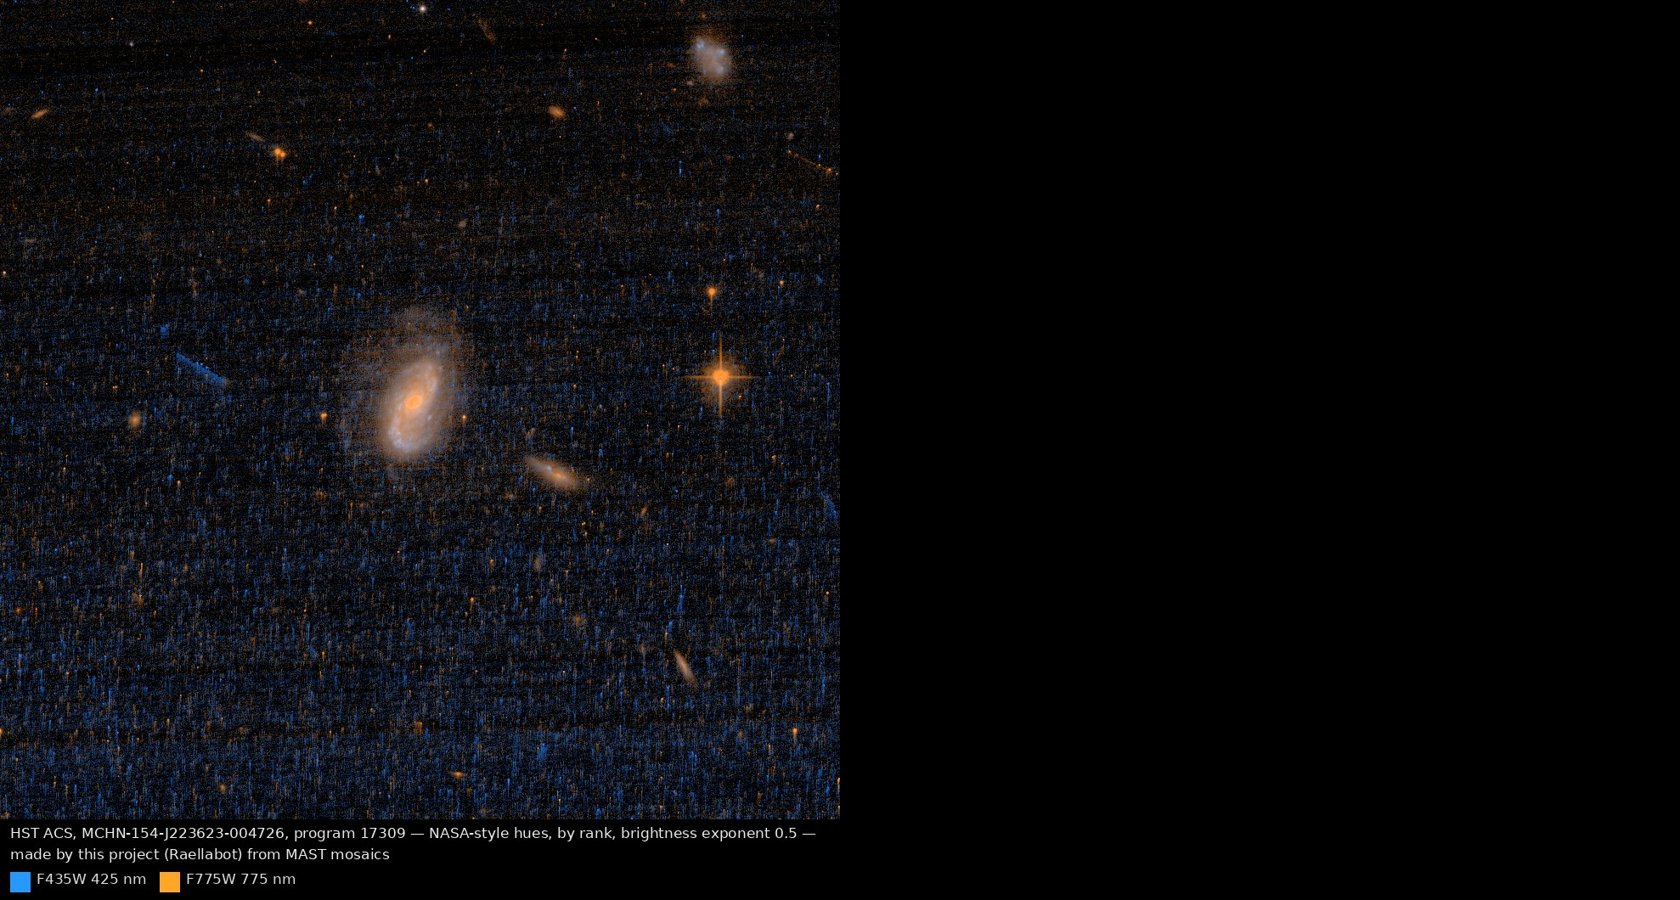 HST ACS, MCHN-154-J223623-004726, program 17309 — NASA-style hues, by rank, brightness exponent 0.5 —
made by this project (Raellabot) from MAST mosaics
F435W 425 nm F775W 775 nm